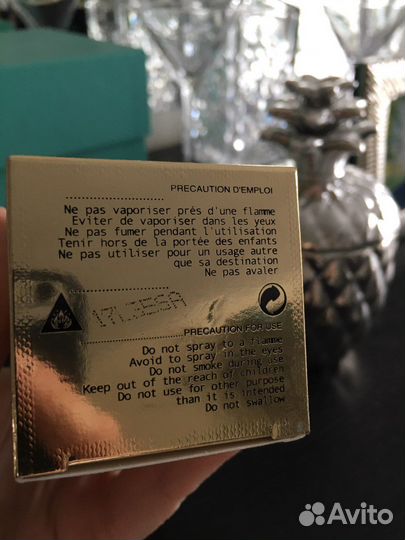 PRECAUTION D'EMPLOI
Ne pas vaporiser près d'une flamme
Eviter de vaporiser dans les yeux
Ne pas fumer pendant l'utilisation
Tenir hors de la portée des enfants
Ne pas utiliser pour un usage autre
que sa destination
Ne pas avaler
17L3ESA
PRECAUTION FOR USE
Do not spray to a flamme
Avoid to spray in the eyes
Do not smoke during use
Keep out of the reach of children
Do not use for other purpose
than it is intended
Do not swallow
Avito